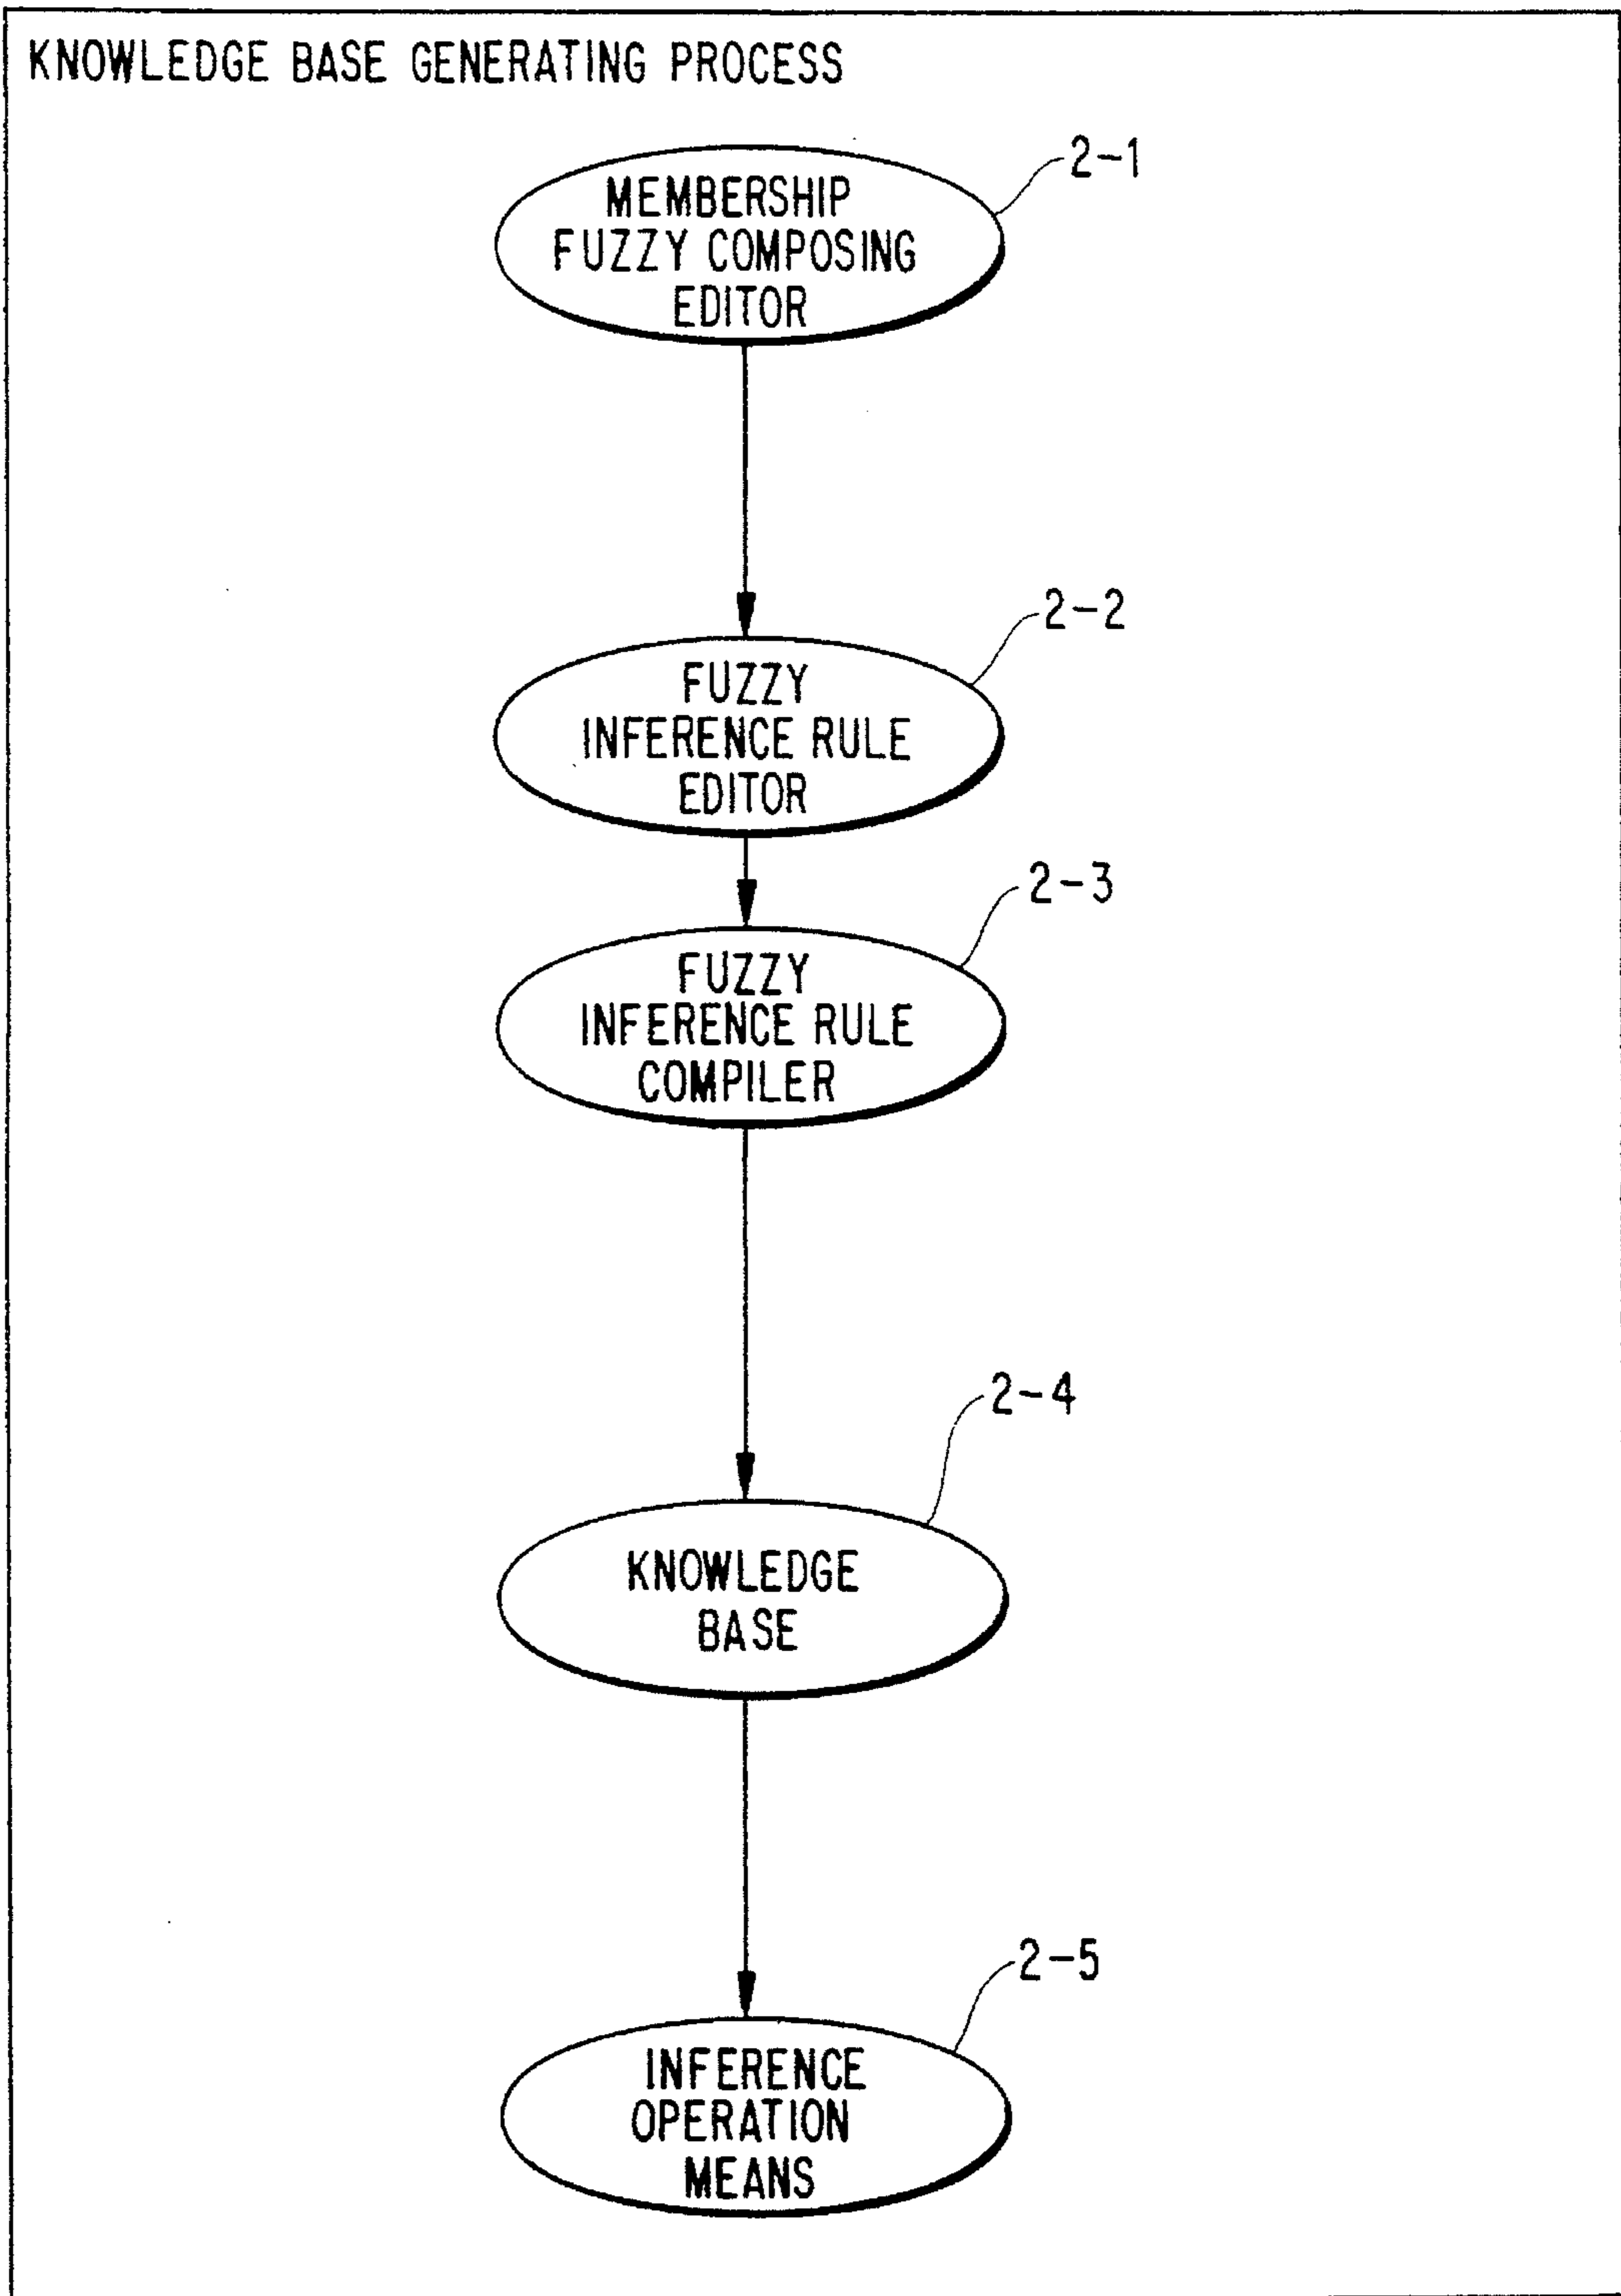 KNOWLEDGE BASE GENERATING PROCESS
2-1
MEMBERSHIP
FUZZY COMPOSING
EDITOR
2-2
FUZZY
INFERENCE RULE
EDITOR
2-3
FUZZY
INFERENCE RULE
COMPILER
2-4
KNOWLEDGE
BASE
2-5
INFERENCE
OPERATION
MEANS